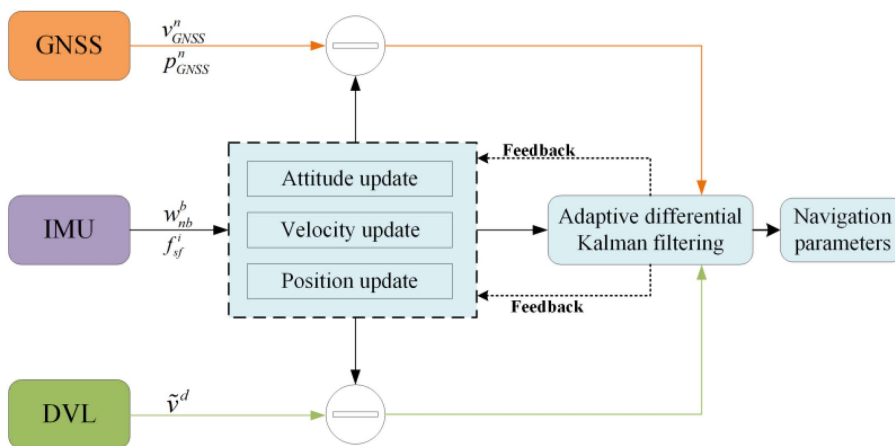 GNSS
v^n_GNSS
p^n_GNSS
Feedback
Attitude update
IMU
w^b_nb
f^i_sf
Velocity update
Adaptive differential
Kalman filtering
Navigation
parameters
Position update
Feedback
DVL
ṽ^d